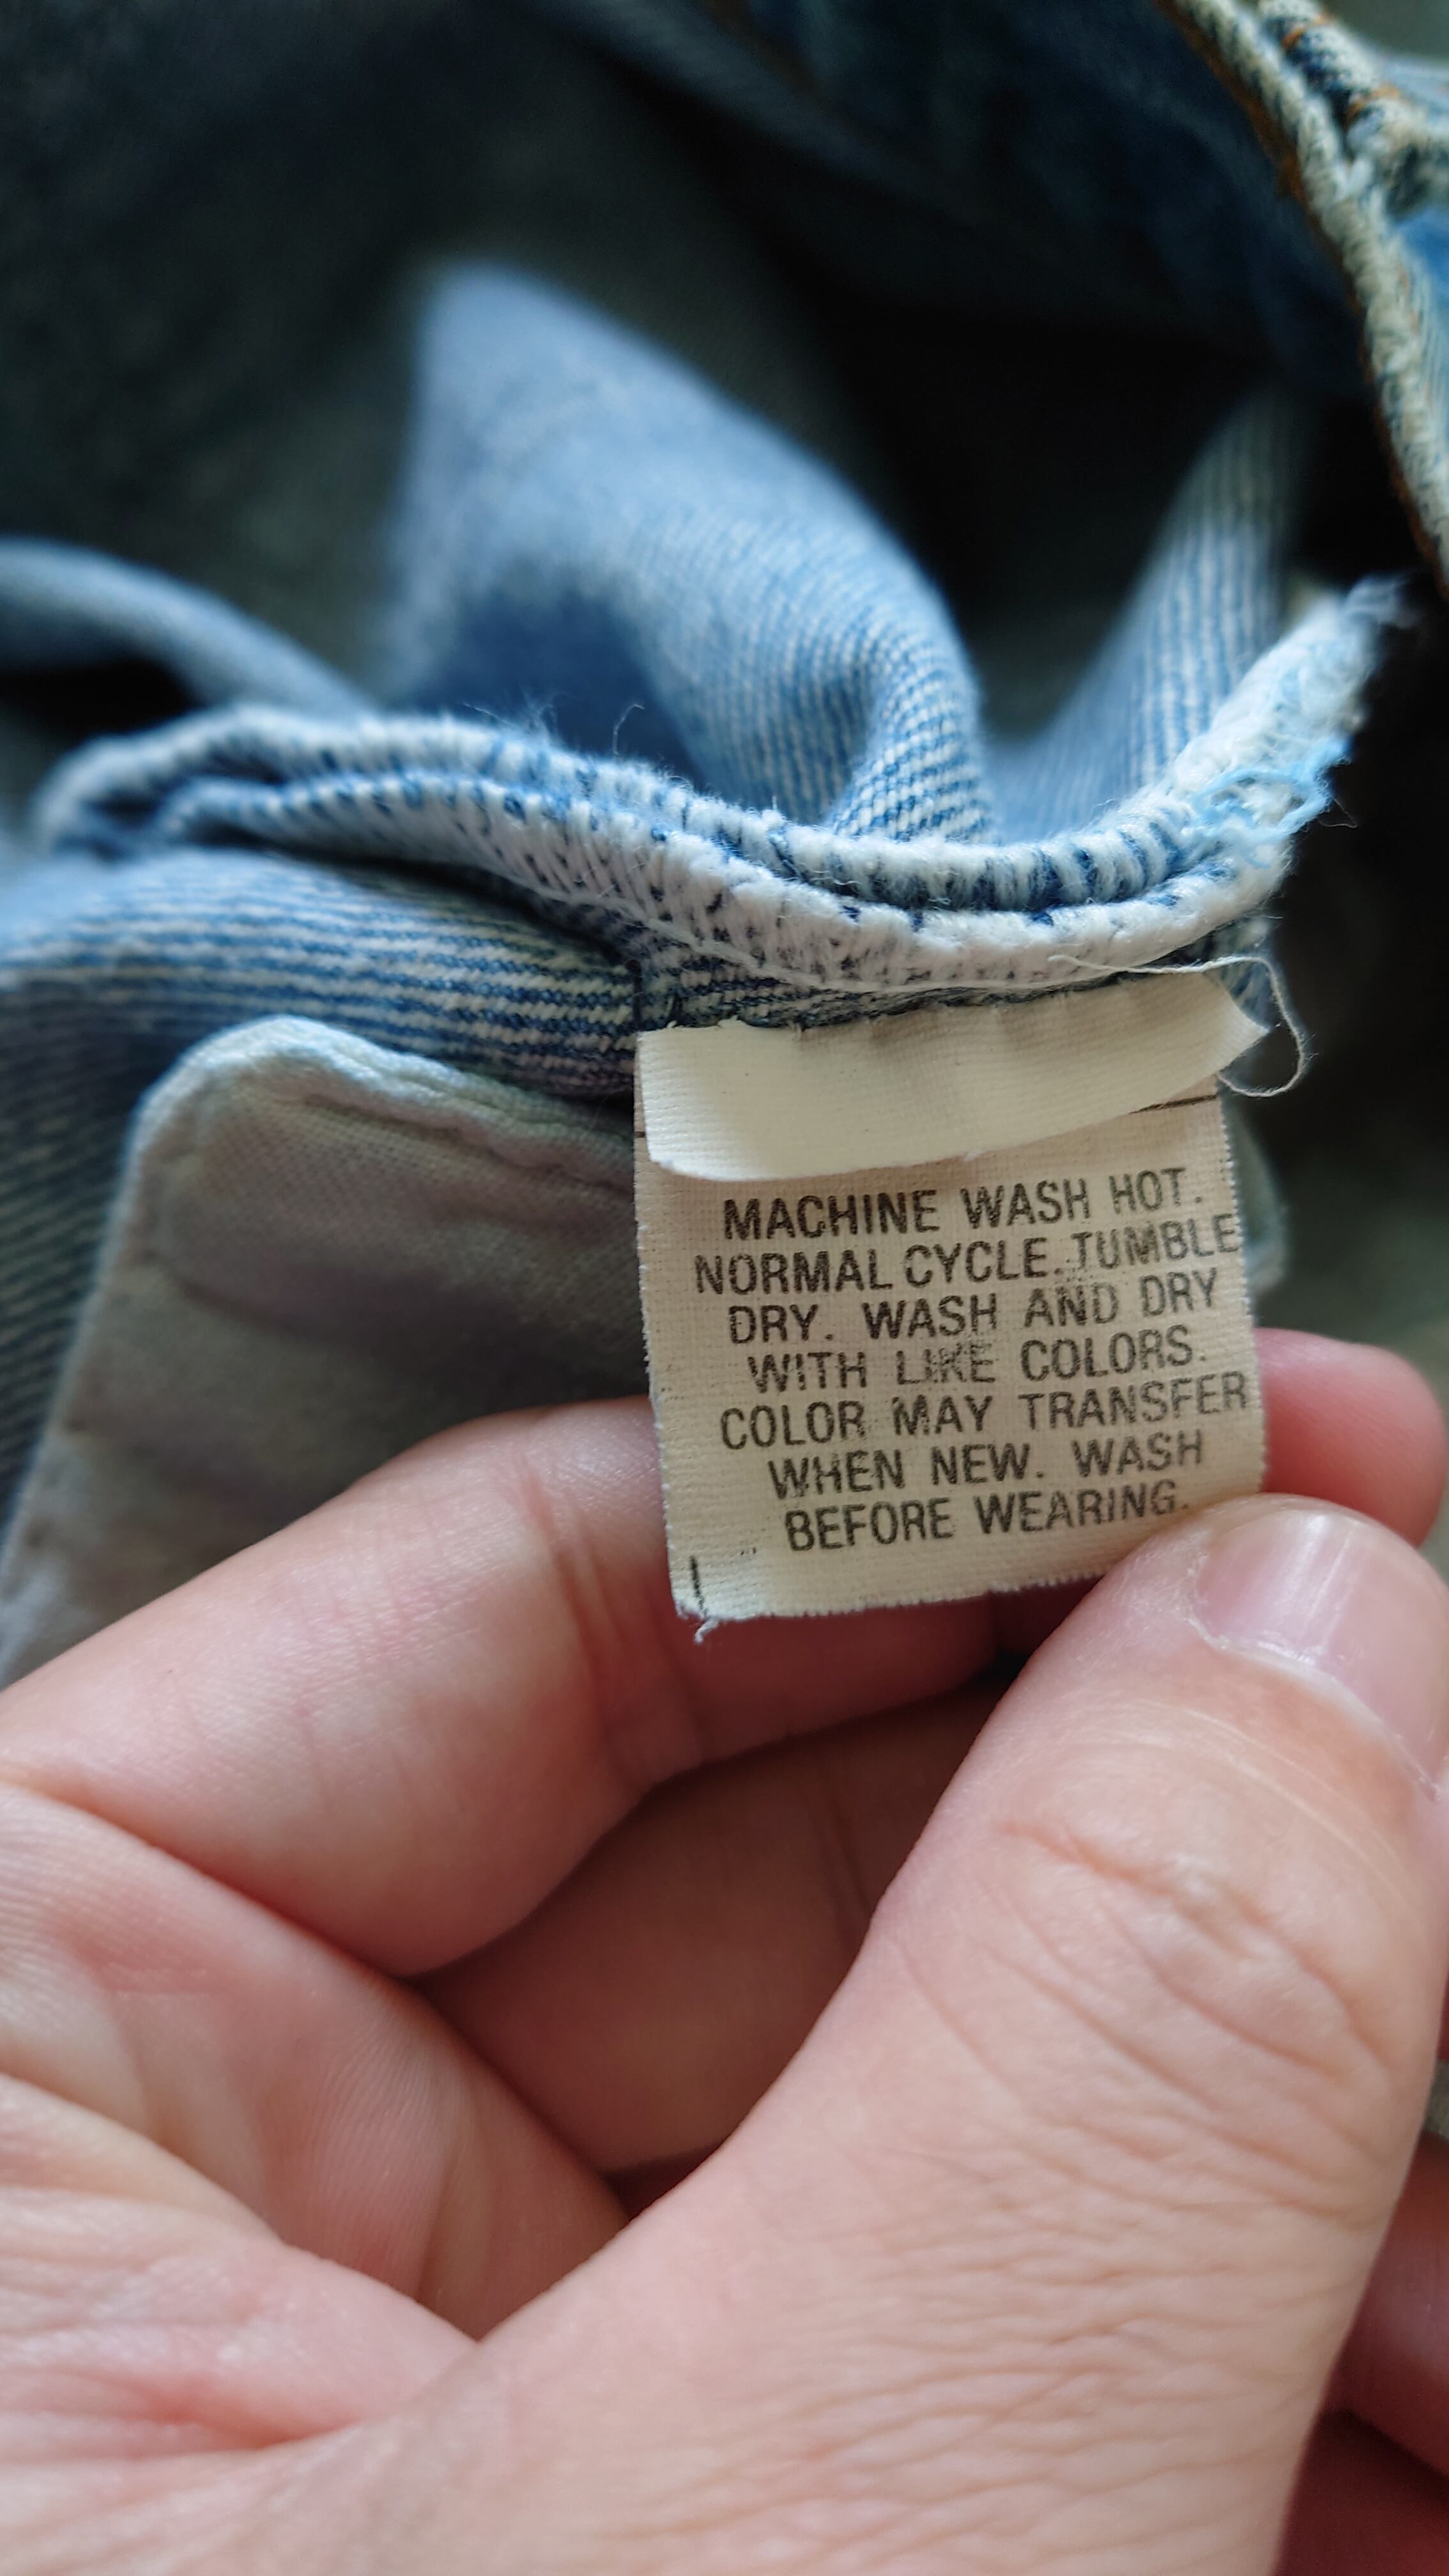 MACHINE WASH HOT.
NORMAL CYCLE. TUMBLE
DRY. WASH AND DRY
WITH LIKE COLORS.
COLOR MAY TRANSFER
WHEN NEW. WASH
BEFORE WEARING.